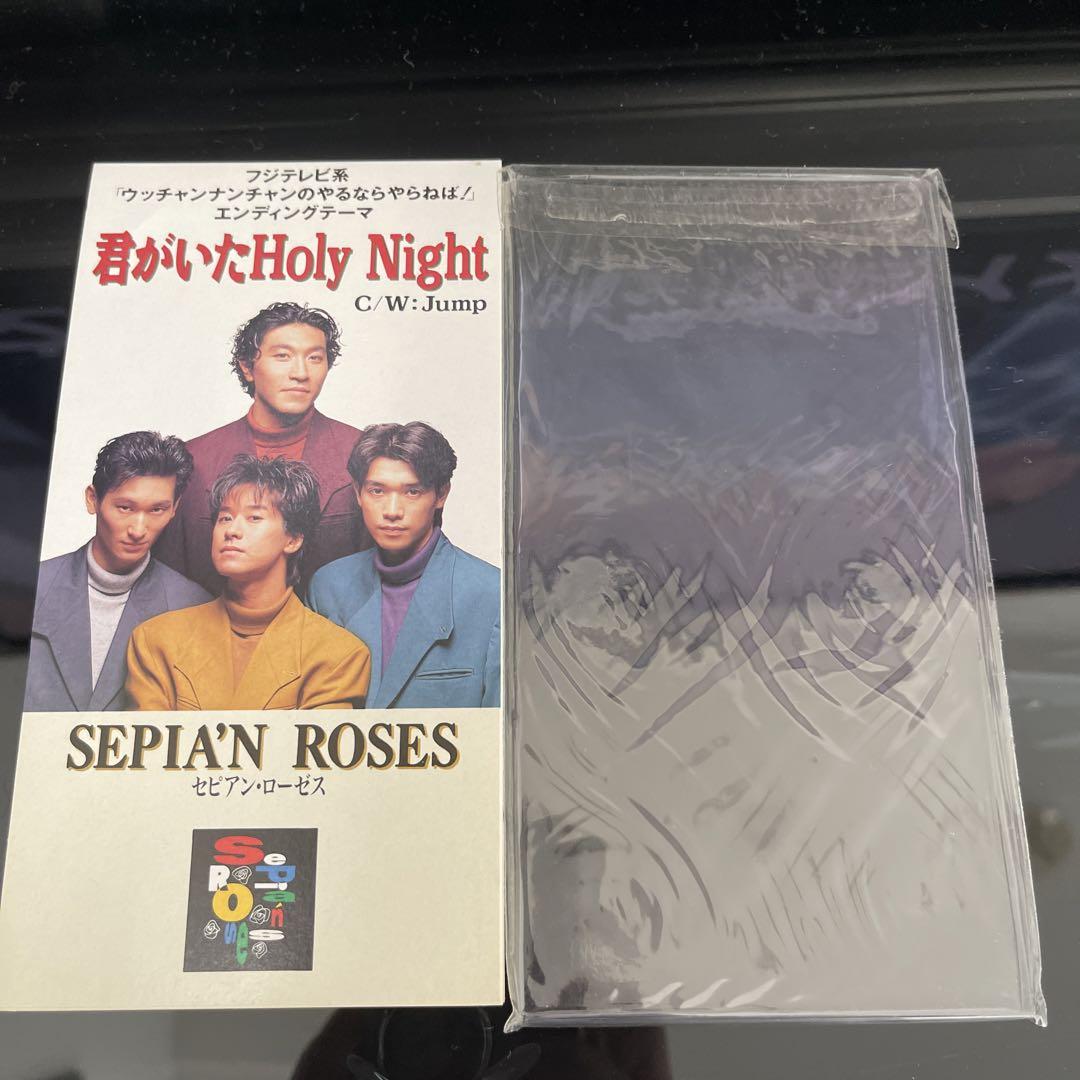 フジテレビ系
「ウッチャンナンチャンのやるならやらねば!」
エンディングテーマ
君がいたHoly Night
C/W:Jump
SEPIA'N ROSES
セピアン・ローゼス
Sepia'n
Roses